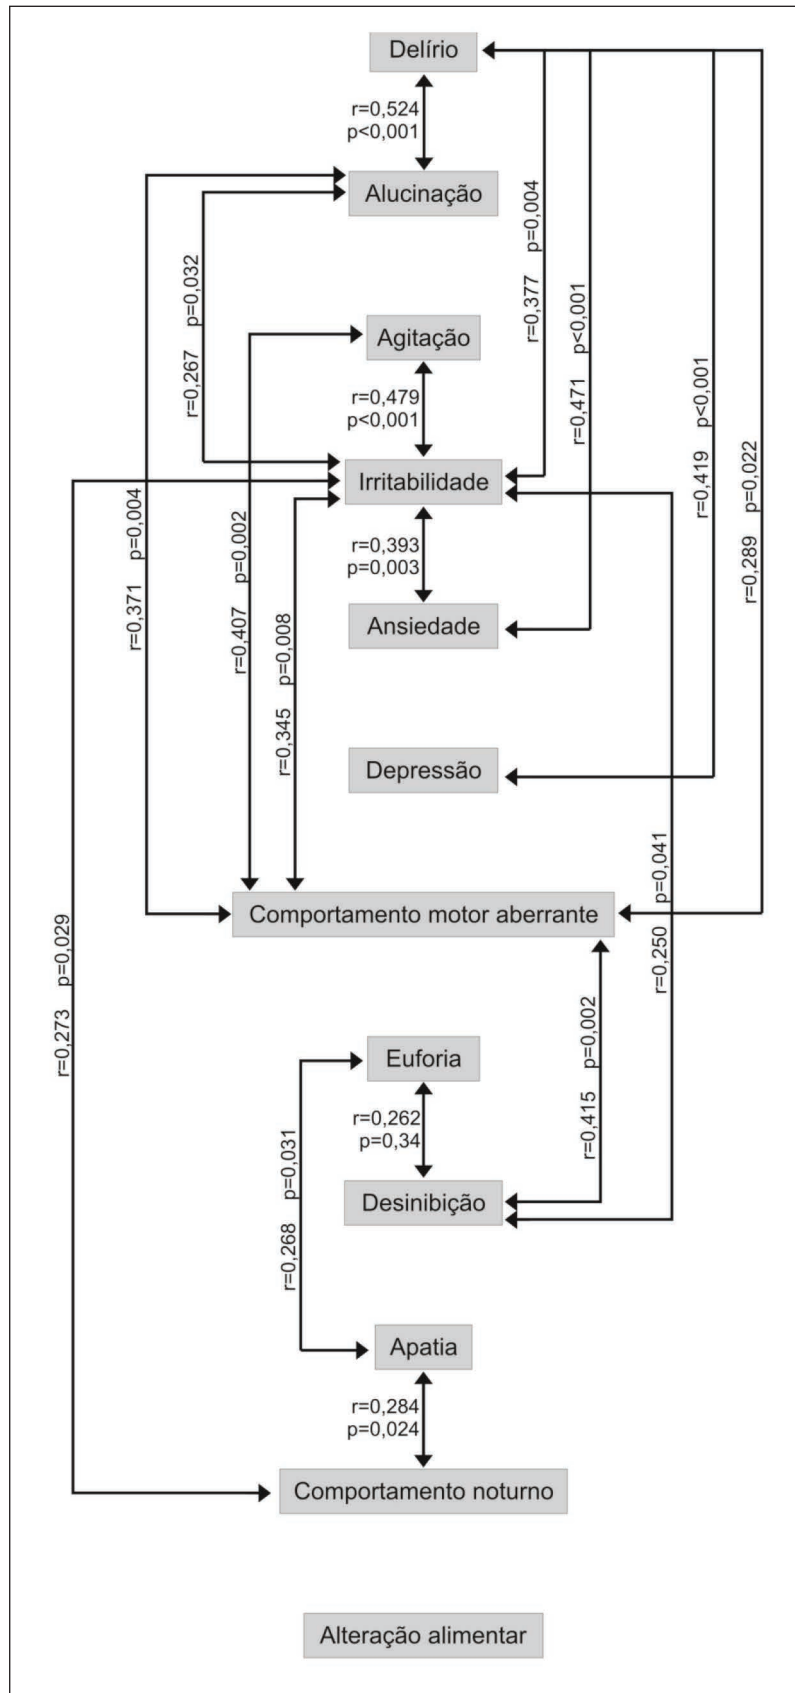 Delírio
r=0,524
p<0,001
Alucinação
r=0,377 p=0,004
r=0,267 p=0,032
Agitação
r=0,471 p<0,001
r=0,479
p<0,001
r=0,419 p<0,001
Irritabilidade
r=0,289 p=0,022
r=0,371 p=0,004
r=0,407 p=0,002
r=0,393
p=0,003
Ansiedade
r=0,345 p=0,008
Depressão
Comportamento motor aberrante
r=0,250 p=0,041
r=0,273 p=0,029
Euforia
r=0,415 p=0,002
r=0,262
p=0,34
Desinibição
r=0,268 p=0,031
Apatia
r=0,284
p=0,024
Comportamento noturno
Alteração alimentar